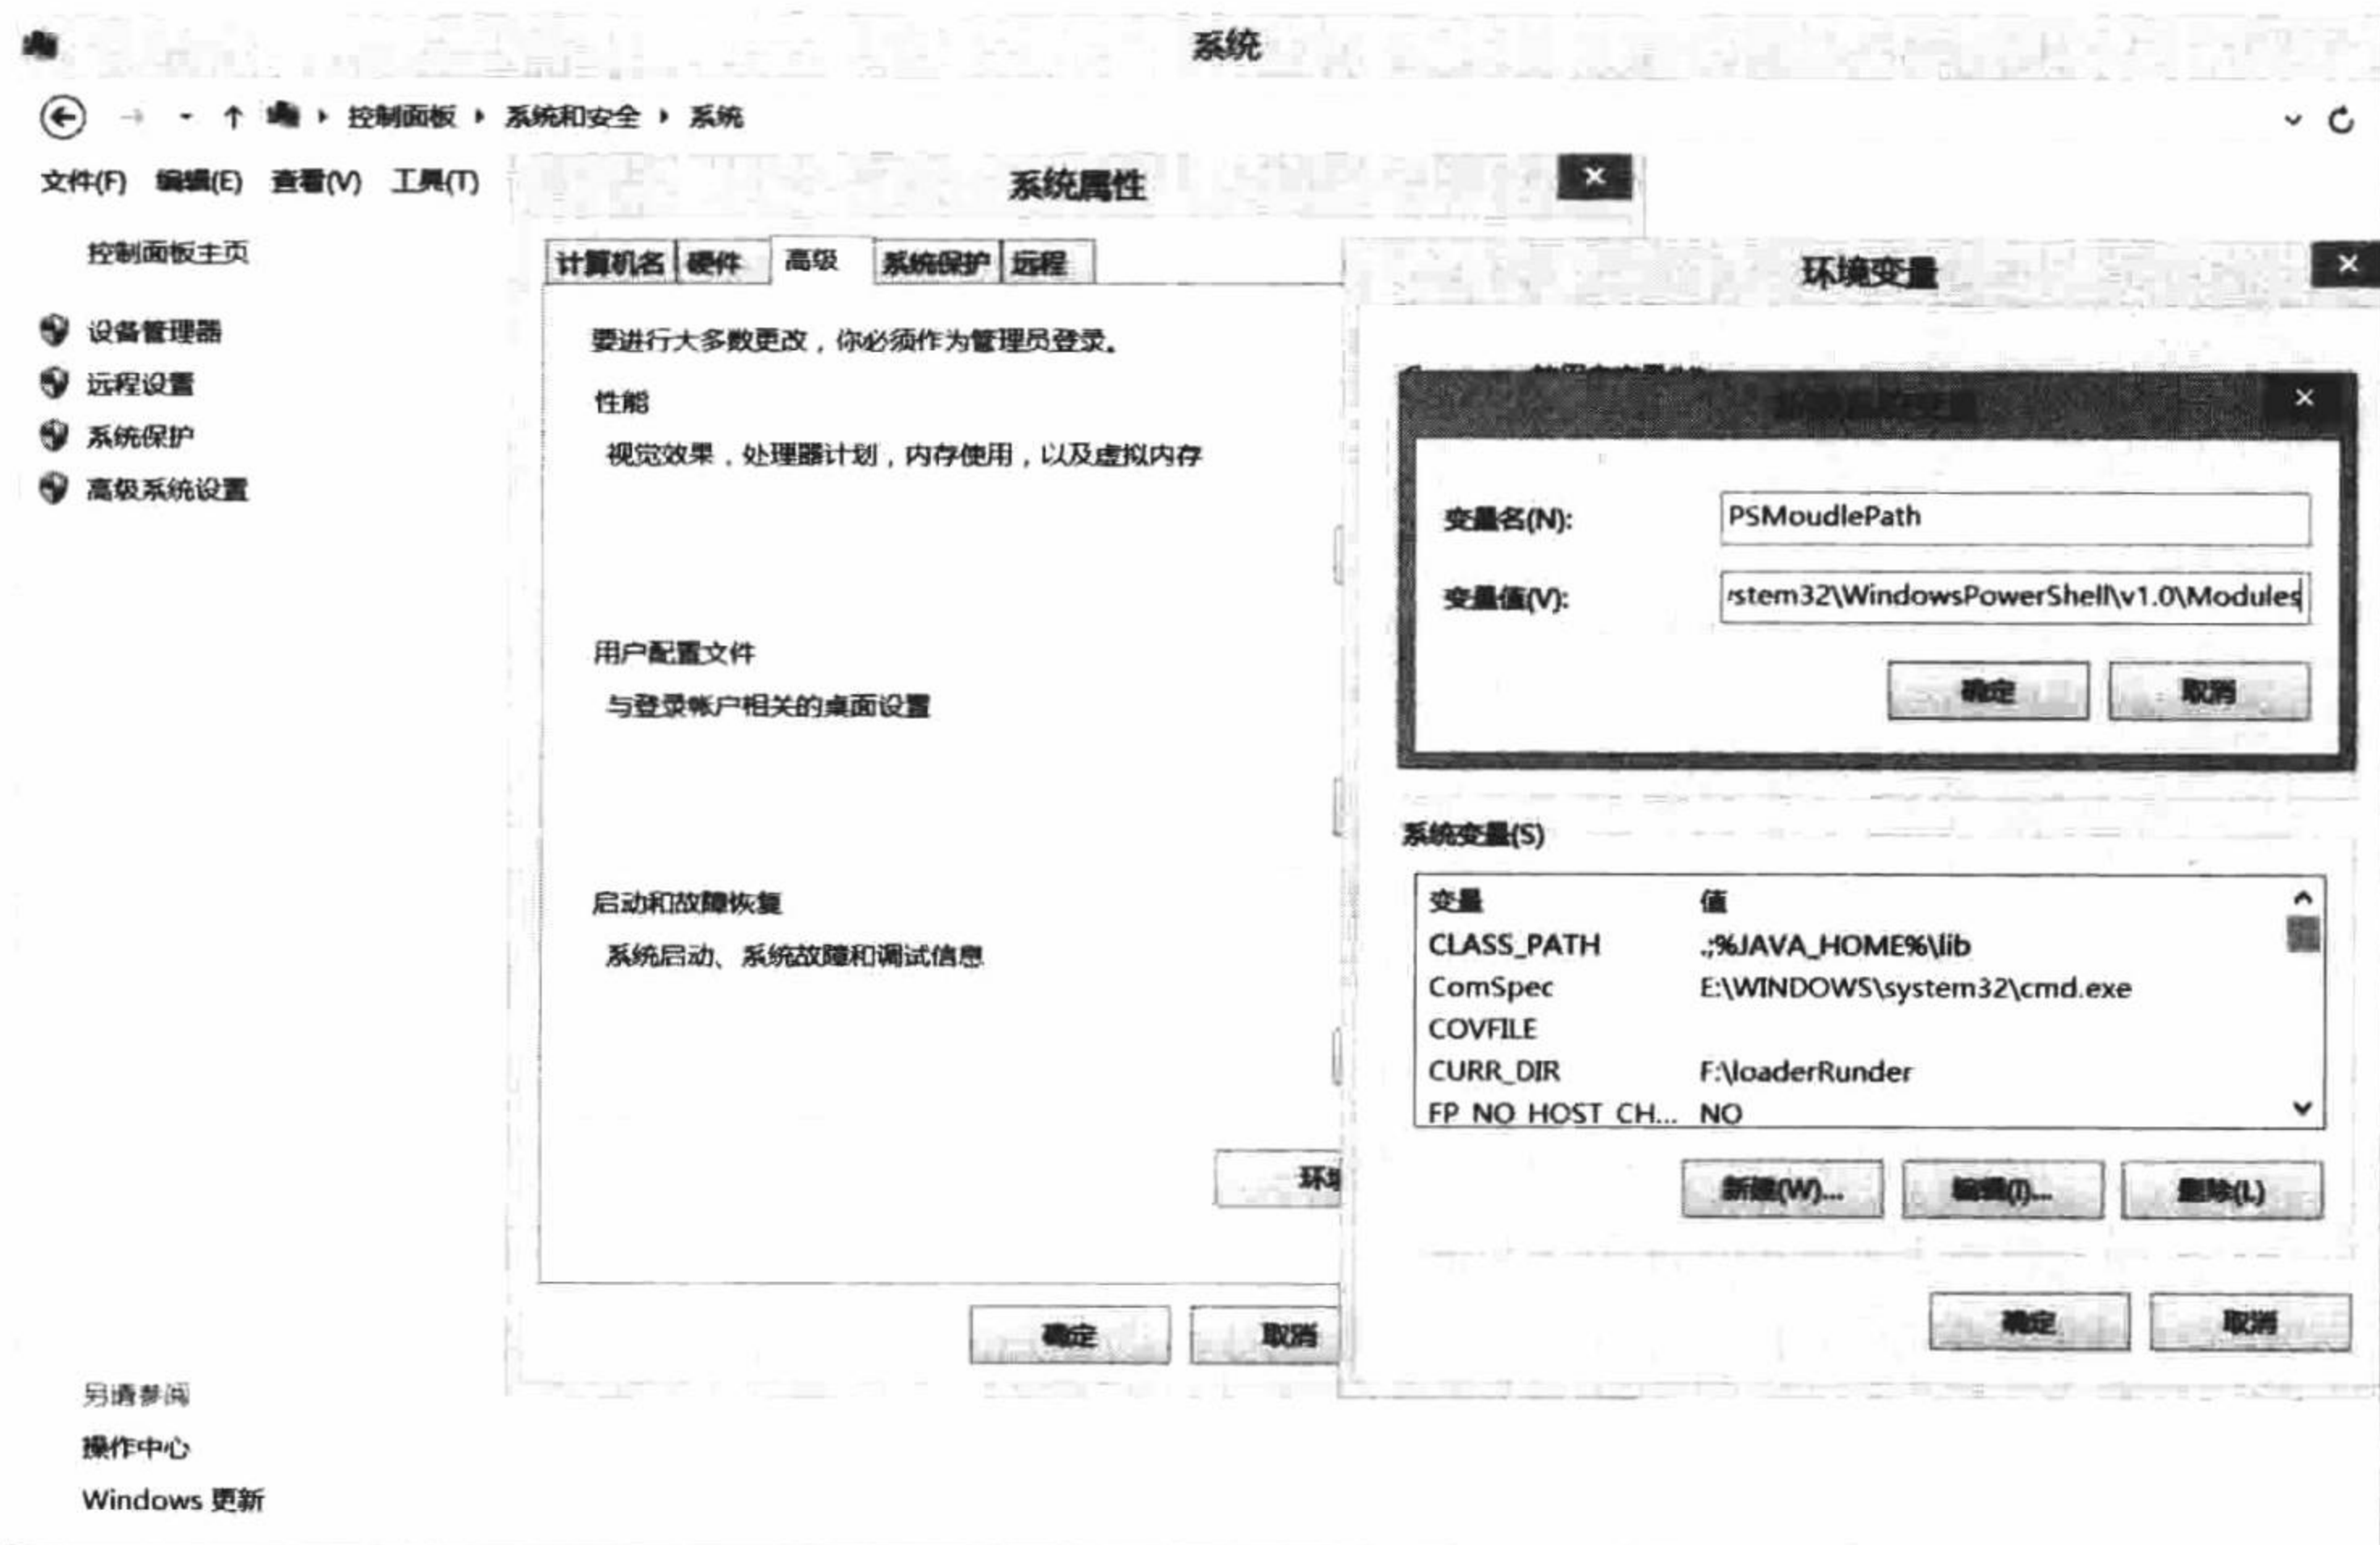 系统
控制面板 系统和安全 系统
文件(F) 编辑(E) 查看(V) 工具(T)
控制面板主页
设备管理器
远程设置
系统保护
高级系统设置
另请参阅
操作中心
Windows 更新
系统属性
计算机名 硬件 高级 系统保护 远程
要进行大多数更改，你必须作为管理员登录。
性能
视觉效果，处理器计划，内存使用，以及虚拟内存
用户配置文件
与登录帐户相关的桌面设置
启动和故障恢复
系统启动、系统故障和调试信息
确定 取消
环境变量
变量名(N): PSMoudlePath
变量值(V): stem32\WindowsPowerShell\v1.0\Modules
确定 取消
系统变量(S)
变量 值
CLASS_PATH .;%JAVA_HOME%\lib
ComSpec E:\WINDOWS\system32\cmd.exe
COVFILE
CURR_DIR F:\loaderRunder
FP_NO_HOST_CH... NO
新建(W)... 编辑(I)... 删除(L)
确定 取消